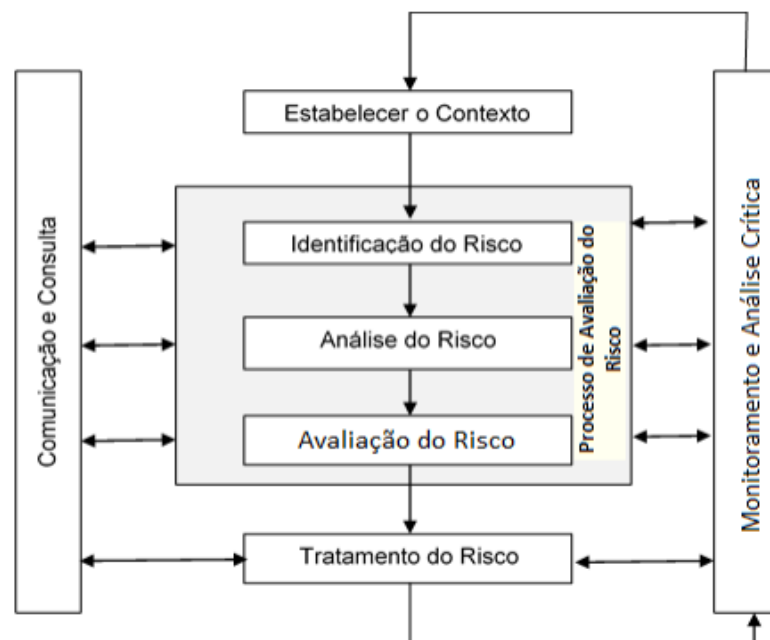 Comunicação e Consulta
Estabelecer o Contexto
Identificação do Risco
Análise do Risco
Avaliação do Risco
Processo de Avaliação do
Risco
Tratamento do Risco
Monitoramento e Análise Crítica